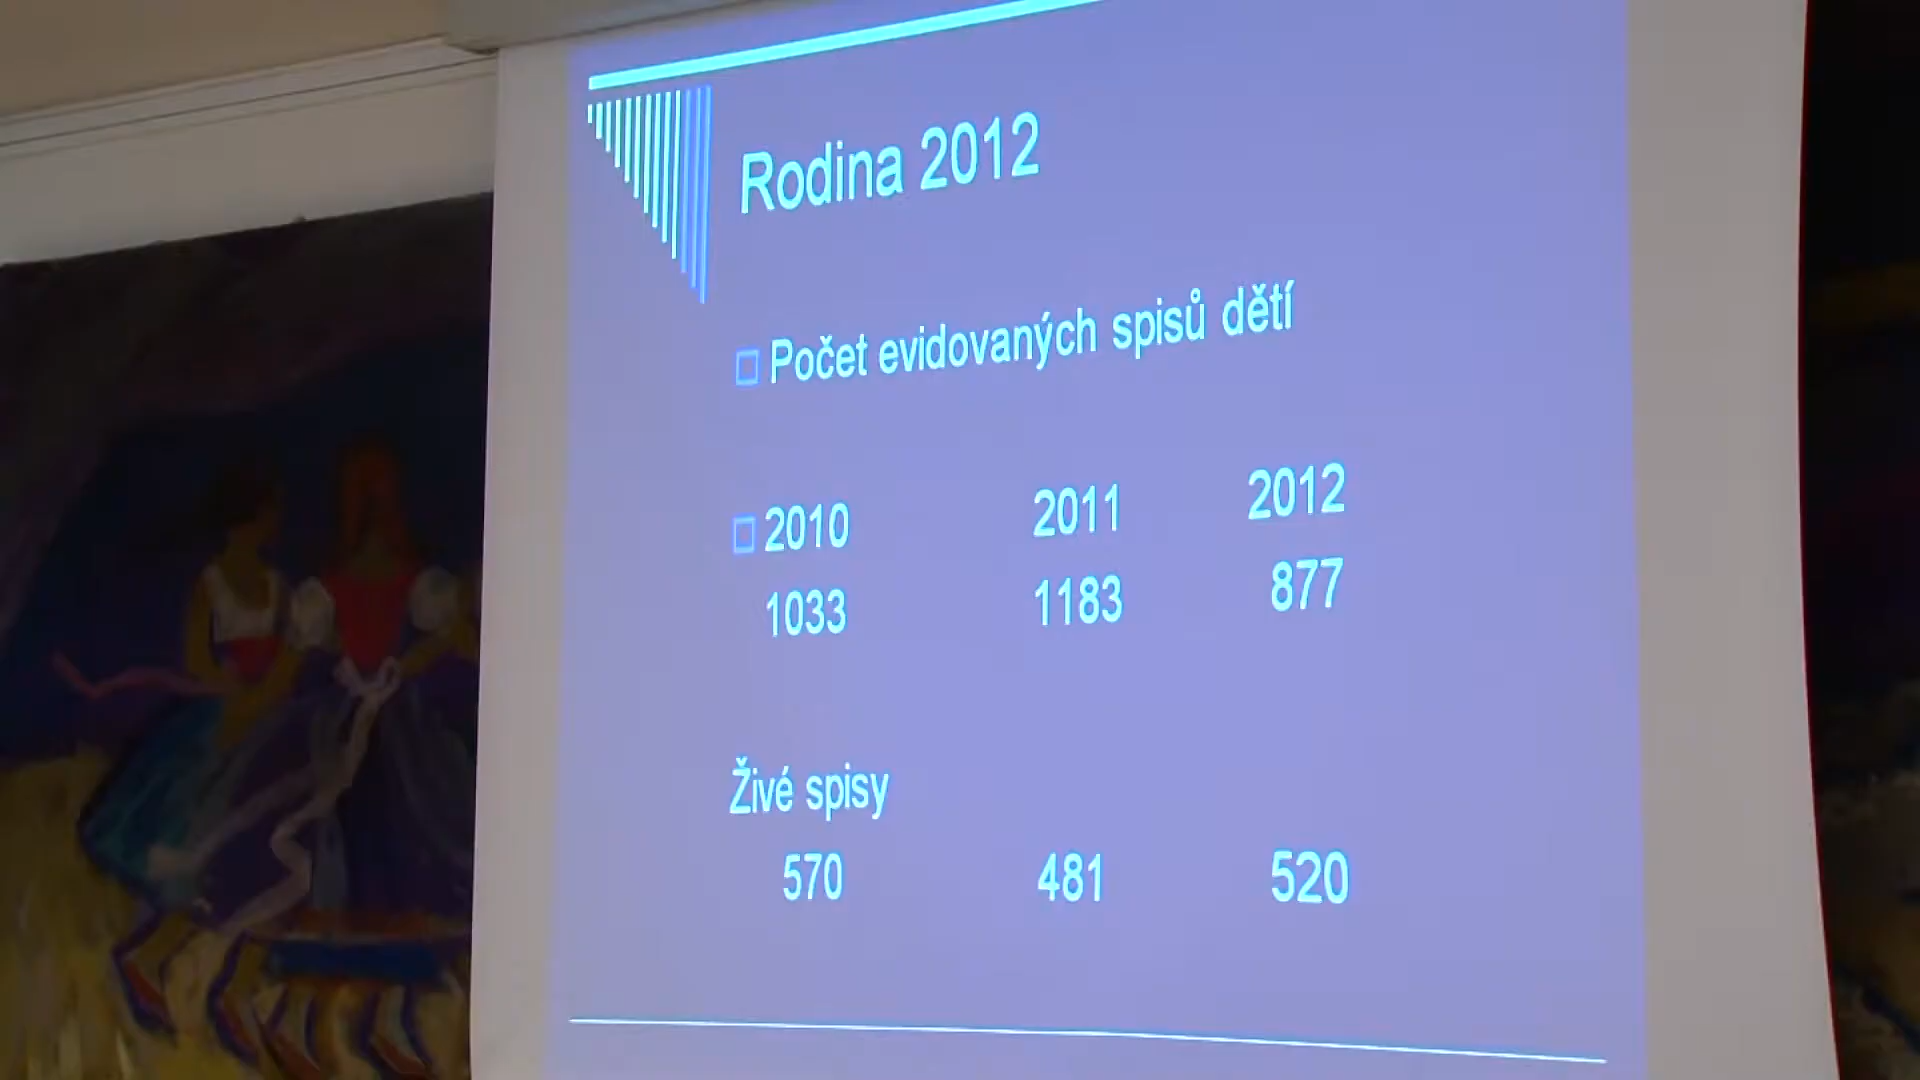 Rodina 2012
Počet evidovaných spisů dětí
2010 2011 2012
1033 1183 877
Živé spisy
570 481 520